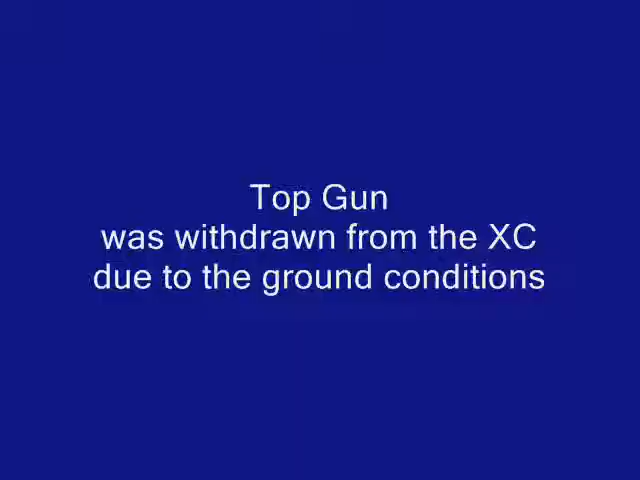 Top Gun
was withdrawn from the XC
due to the ground conditions